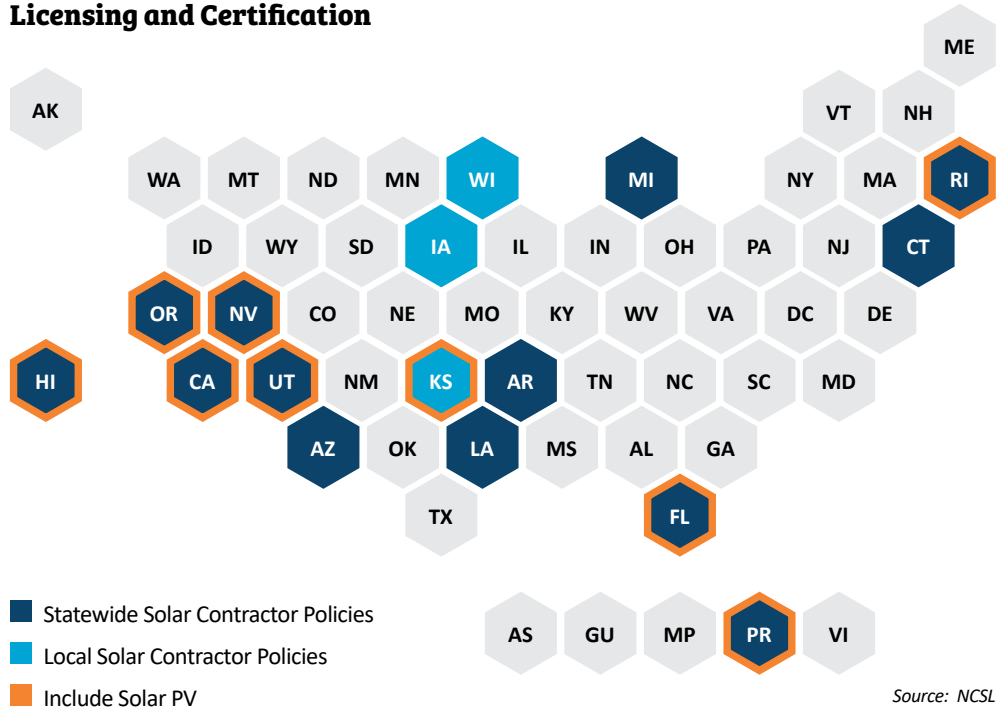 Licensing and Certification
ME
AK
VT NH
WA MT ND MN WI MI NY MA RI
ID WY SD IA IL IN OH PA NJ CT
OR NV CO NE MO KY WV VA DC DE
HI CA UT NM KS AR TN NC SC MD
AZ OK LA MS AL GA
TX FL
Statewide Solar Contractor Policies
AS GU MP PR VI
Local Solar Contractor Policies
Include Solar PV
Source: NCSL